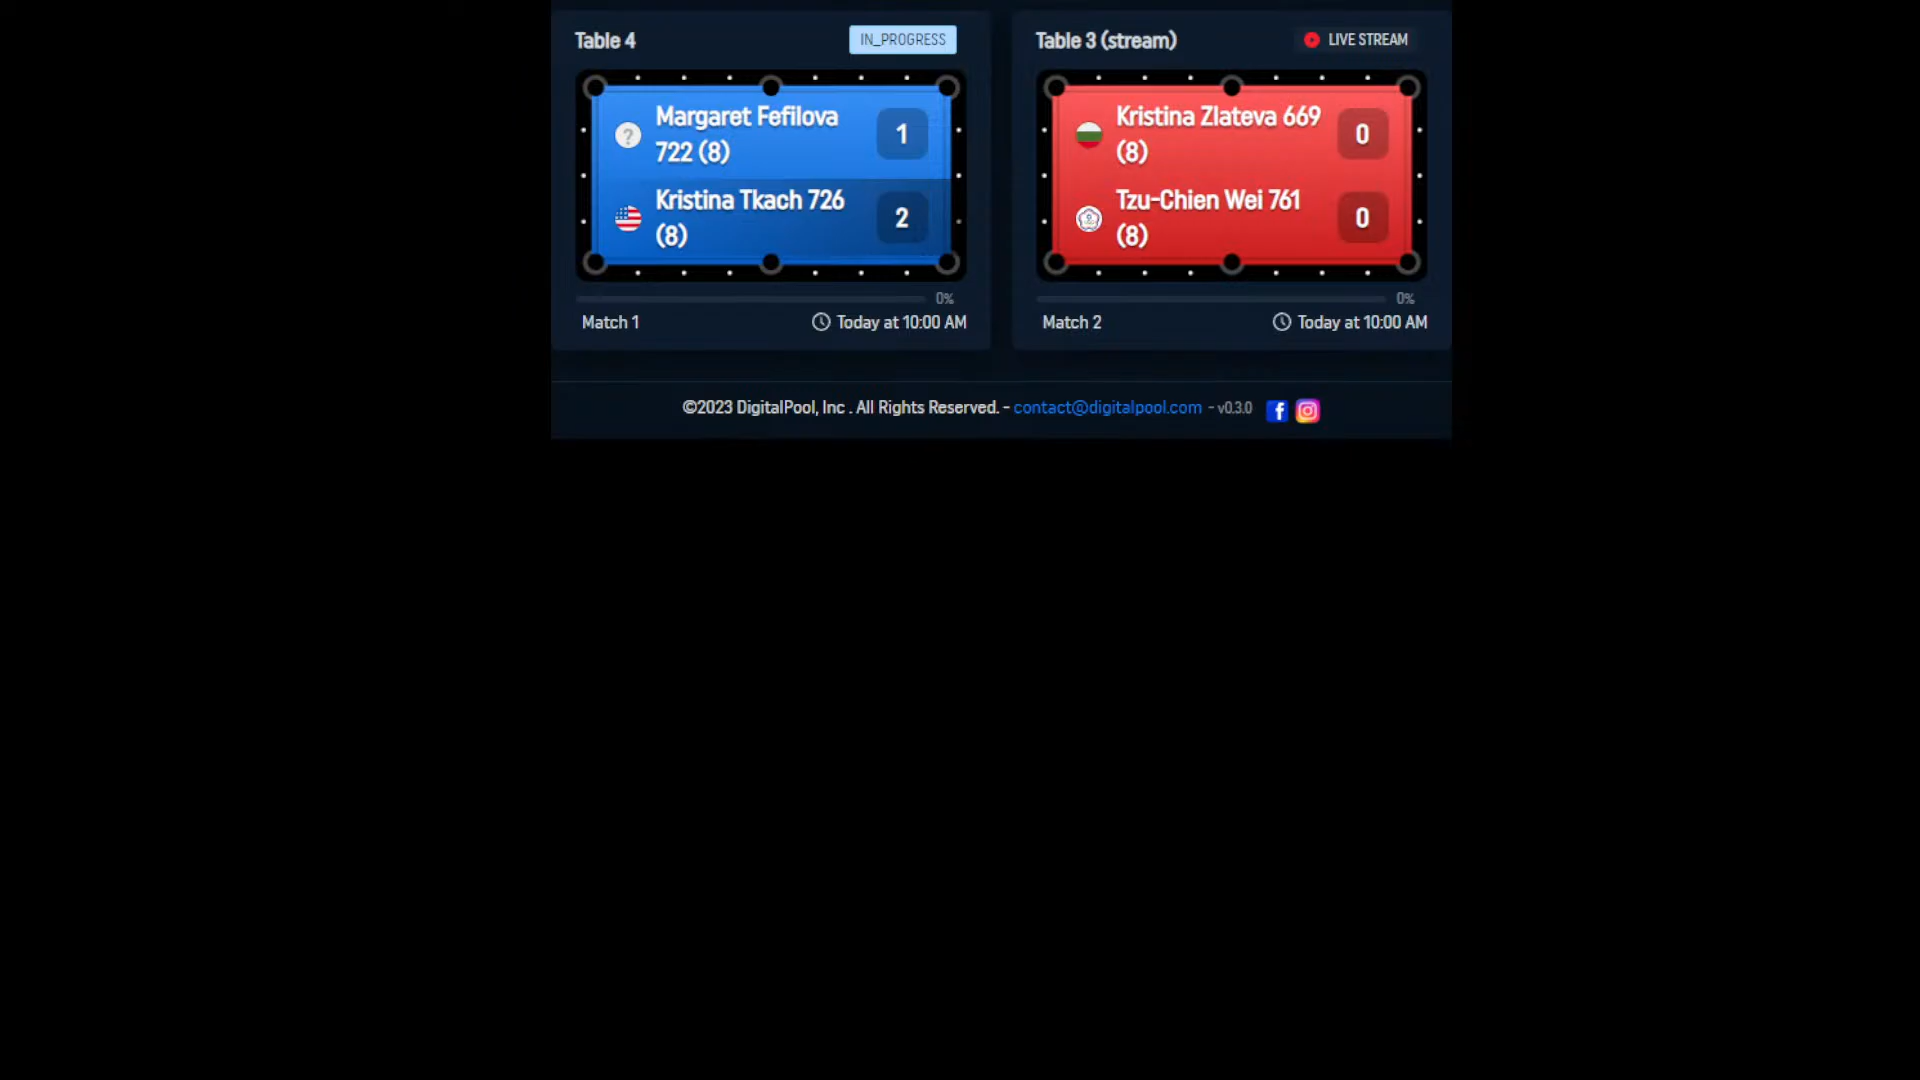 Table 4
IN_PROGRESS
Margaret Fefilova
722 (8)
1
Kristina Tkach 726
(8)
2
0%
Match 1
Today at 10:00 AM
Table 3 (stream)
LIVE STREAM
Kristina Zlateva 669
(8)
0
Tzu-Chien Wei 761
(8)
0
0%
Match 2
Today at 10:00 AM
©2023 DigitalPool, Inc . All Rights Reserved. - contact@digitalpool.com - v0.3.0